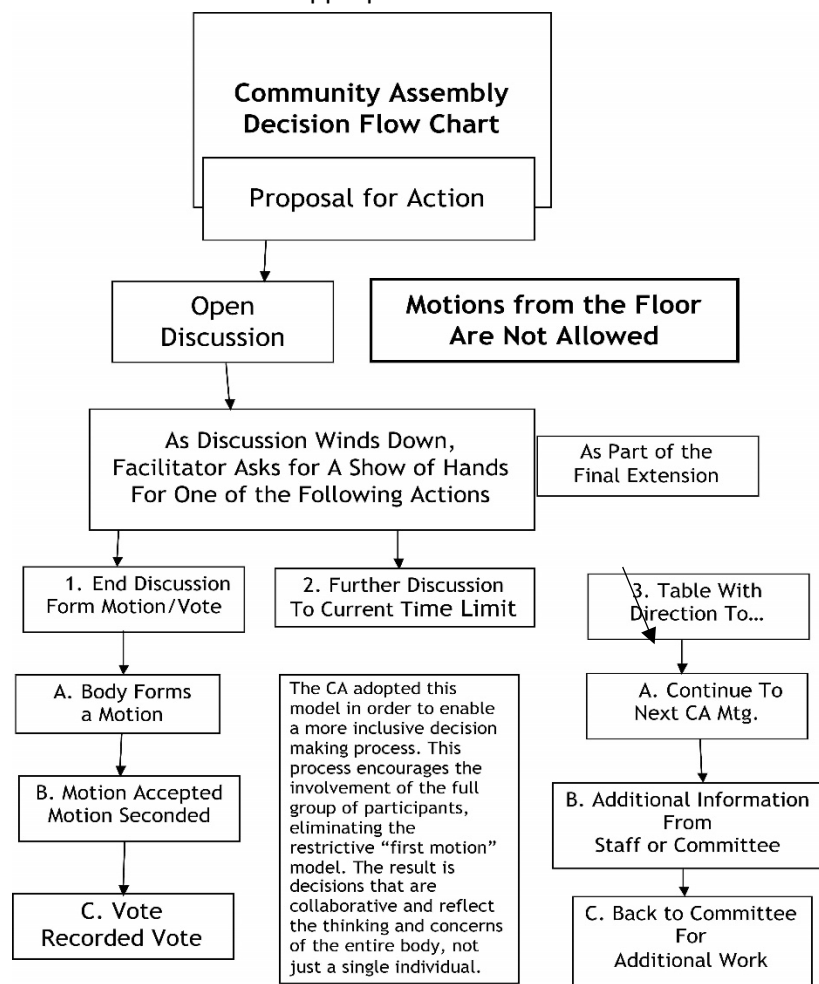 Community Assembly
Decision Flow Chart
Proposal for Action
Open
Discussion
Motions from the Floor
Are Not Allowed
As Discussion Winds Down,
Facilitator Asks for A Show of Hands
For One of the Following Actions
As Part of the
Final Extension
1. End Discussion
Form Motion/Vote
2. Further Discussion
To Current Time Limit
3. Table With
Direction To…
A. Body Forms
a Motion
B. Motion Accepted
Motion Seconded
C. Vote
Recorded Vote
The CA adopted this
model in order to enable
a more inclusive decision
making process. This
process encourages the
involvement of the full
group of participants,
eliminating the
restrictive “first motion”
model. The result is
decisions that are
collaborative and reflect
the thinking and concerns
of the entire body, not
just a single individual.
A. Continue To
Next CA Mtg.
B. Additional Information
From
Staff or Committee
C. Back to Committee
For
Additional Work